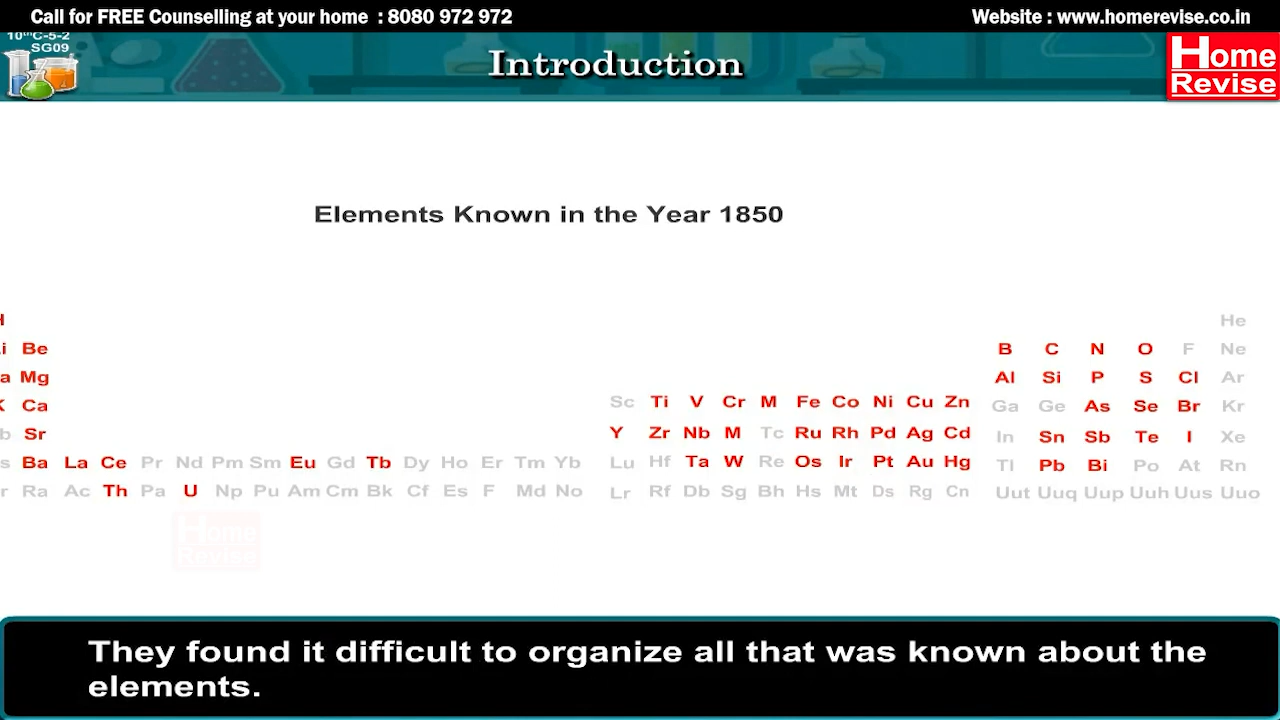 Call for FREE Counselling at your home : 8080 972 972
Website : www.homerevise.co.in
10thC-5-2
SG09
Introduction
Home
Revise
Elements Known in the Year 1850
H He
i Be B C N O F Ne
a Mg Al Si P S Cl Ar
K Ca Sc Ti V Cr M Fe Co Ni Cu Zn Ga Ge As Se Br Kr
b Sr Y Zr Nb M Tc Ru Rh Pd Ag Cd In Sn Sb Te I Xe
s Ba La Ce Pr Nd Pm Sm Eu Gd Tb Dy Ho Er Tm Yb Lu Hf Ta W Re Os Ir Pt Au Hg Tl Pb Bi Po At Rn
r Ra Ac Th Pa U Np Pu Am Cm Bk Cf Es F Md No Lr Rf Db Sg Bh Hs Mt Ds Rg Cn Uut Uuq Uup Uuh Uus Uuo
Home
Revise
They found it difficult to organize all that was known about the
elements.